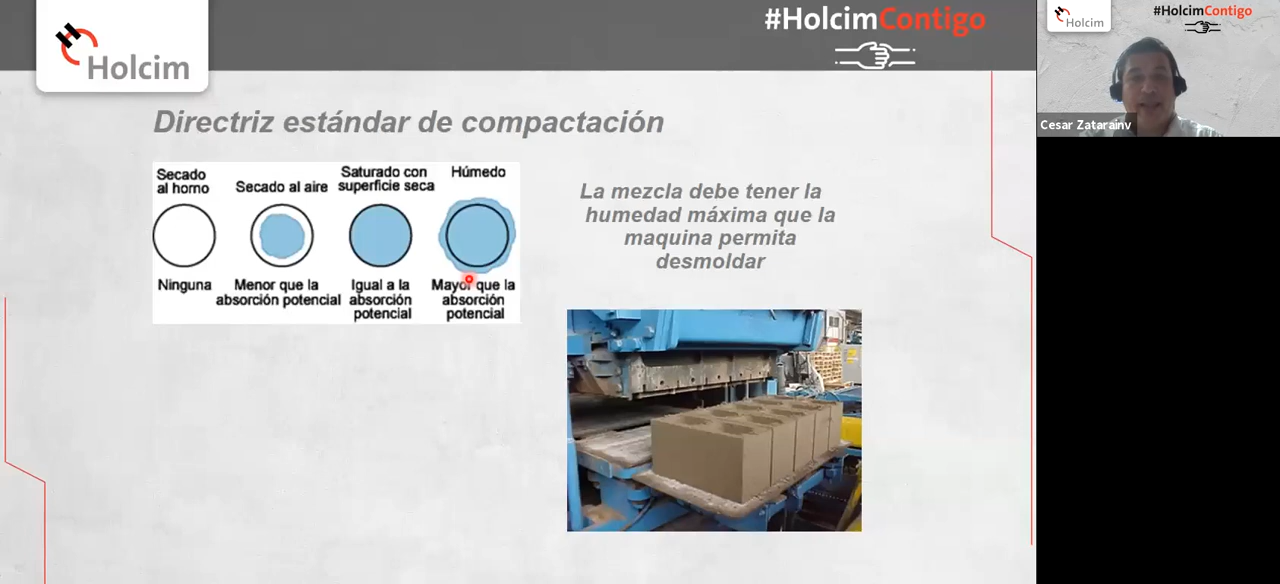 Holcim
#HolcimContigo
Directriz estándar de compactación
Secado
al horno
Secado al aire
Saturado con
superficie seca
Húmedo
Ninguna
Menor que la
absorción potencial
Igual a la
absorción
potencial
Mayor que la
absorción
potencial
La mezcla debe tener la
humedad máxima que la
maquina permita
desmoldar
Holcim
#HolcimContigo
Cesar Zatarainv